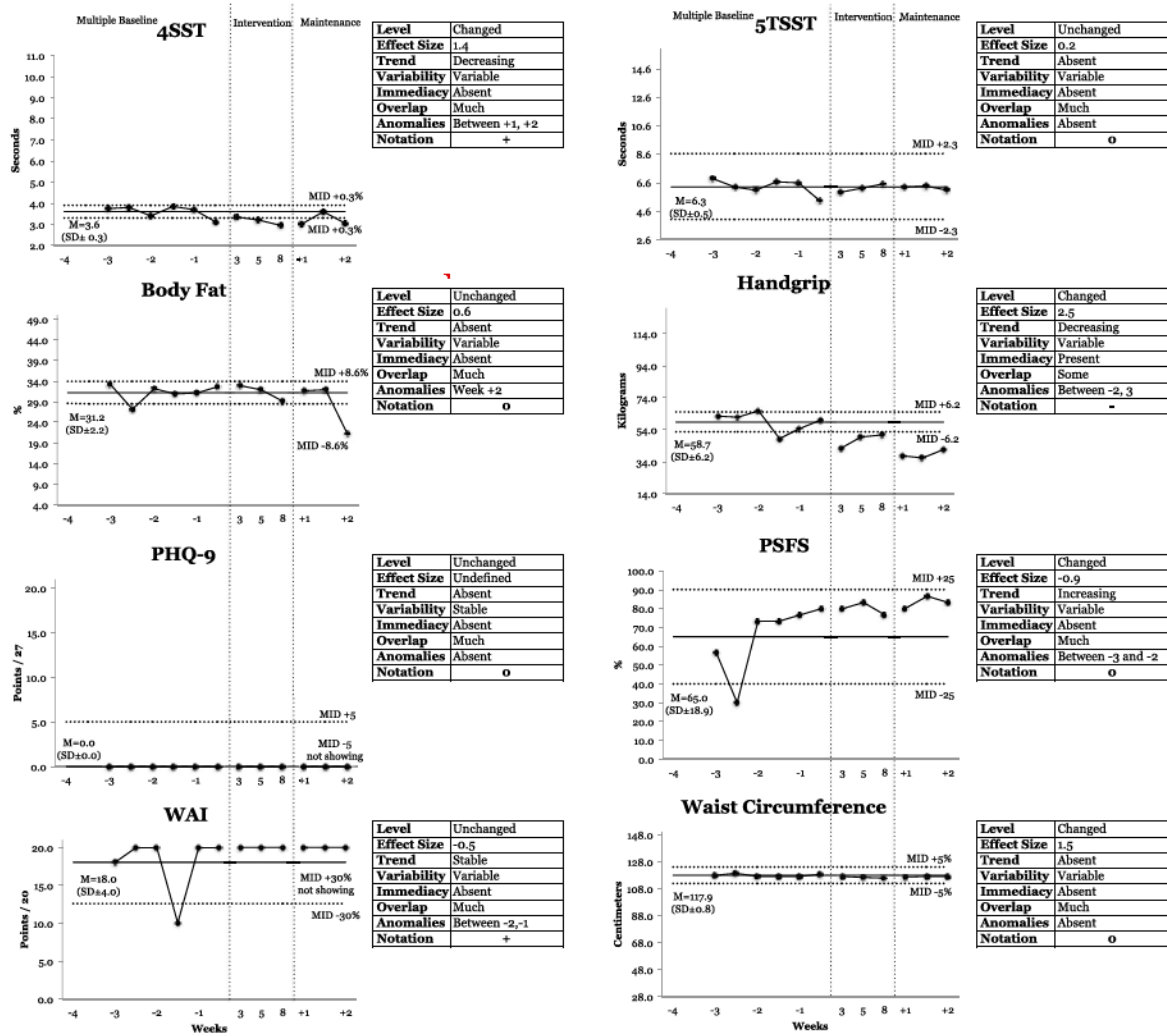 Multiple Baseline Intervention Maintenance
4SST
Level Changed
Effect Size 1.4
Trend Decreasing
Variability Variable
Immediacy Absent
Overlap Much
Anomalies Between +1, +2
Notation +
Seconds
11.0
10.0
9.0
8.0
7.0
6.0
5.0
4.0
3.0
2.0
MID +0.3%
M=3.6
(SD± 0.3)
MID +0.3%
-4 -3 -2 -1 3 5 8 +1 +2
Multiple Baseline Intervention Maintenance
5TSST
Level Unchanged
Effect Size 0.2
Trend Absent
Variability Variable
Immediacy Absent
Overlap Much
Anomalies Absent
Notation 0
Seconds
14.6
12.6
10.6
8.6
6.6
4.6
2.6
MID +2.3
M=6.3
(SD±0.5)
MID -2.3
-4 -3 -2 -1 3 5 8 +1 +2
Body Fat
Level Unchanged
Effect Size 0.6
Trend Absent
Variability Variable
Immediacy Absent
Overlap Much
Anomalies Week +2
Notation 0
%
49.0
44.0
39.0
34.0
29.0
24.0
19.0
14.0
9.0
4.0
MID +8.6%
M=31.2
(SD±2.2)
MID -8.6%
-4 -3 -2 -1 3 5 8 +1 +2
Handgrip
Level Changed
Effect Size 2.5
Trend Decreasing
Variability Variable
Immediacy Present
Overlap Some
Anomalies Between -2, 3
Notation -
Kilograms
114.0
94.0
74.0
54.0
34.0
14.0
MID +6.2
M=58.7
(SD±6.2)
MID -6.2
-4 -3 -2 -1 3 5 8 +1 +2
PHQ-9
Level Unchanged
Effect Size Undefined
Trend Absent
Variability Stable
Immediacy Absent
Overlap Much
Anomalies Absent
Notation 0
Points / 27
20.0
15.0
10.0
5.0
0.0
MID +5
M=0.0
(SD±0.0)
MID -5
not showing
-4 -3 -2 -1 3 5 8 +1 +2
PSFS
Level Changed
Effect Size -0.9
Trend Increasing
Variability Variable
Immediacy Absent
Overlap Much
Anomalies Between -3 and -2
Notation 0
%
100.0
90.0
80.0
70.0
60.0
50.0
40.0
30.0
20.0
10.0
0.0
MID +25
M=65.0
(SD±18.9)
MID -25
-4 -3 -2 -1 3 5 8 +1 +2
WAI
Level Unchanged
Effect Size -0.5
Trend Stable
Variability Variable
Immediacy Absent
Overlap Much
Anomalies Between -2,-1
Notation +
Points / 20
20.0
15.0
10.0
5.0
0.0
M=18.0
(SD±4.0)
MID +30%
not showing
MID -30%
-4 -3 -2 -1 3 5 8 +1 +2
Weeks
Waist Circumference
Level Changed
Effect Size 1.5
Trend Absent
Variability Variable
Immediacy Absent
Overlap Much
Anomalies Absent
Notation 0
Centimeters
148.0
128.0
108.0
88.0
68.0
48.0
28.0
MID +5%
M=117.9
(SD±0.8)
MID -5%
-4 -3 -2 -1 3 5 8 +1 +2
Weeks